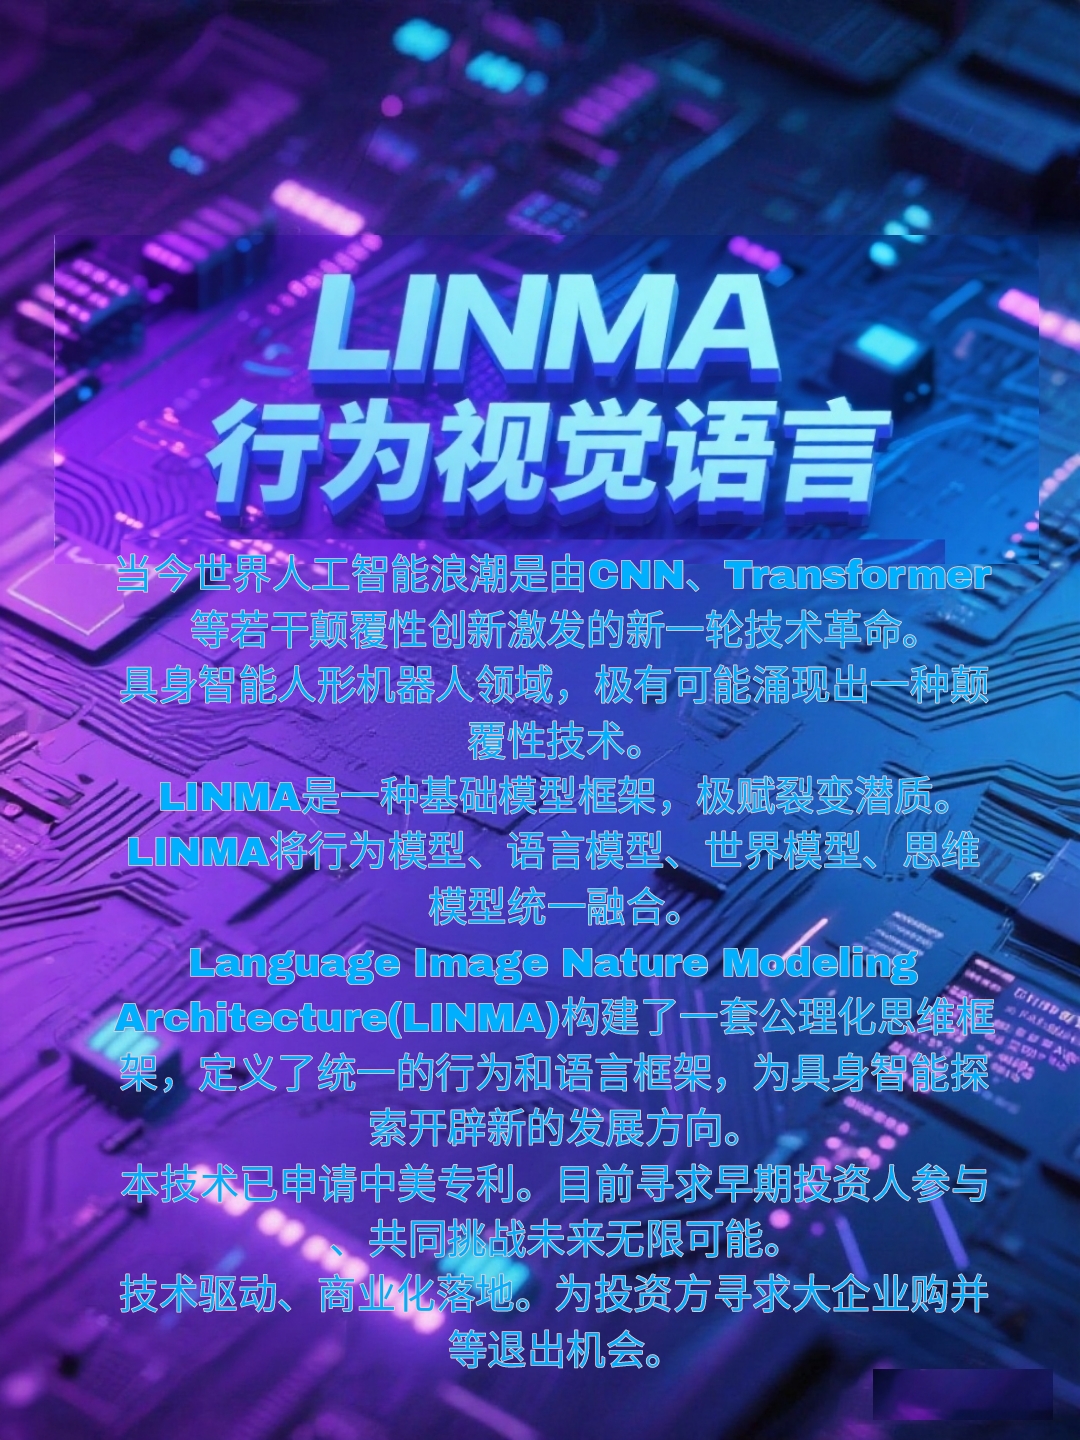 LINMA
行为视觉语言
当今世界人工智能浪潮是由CNN、Transformer
等若干颠覆性创新激发的新一轮技术革命。
具身智能人形机器人领域，极有可能涌现出一种颠
覆性技术。
LINMA是一种基础模型框架，极赋裂变潜质。
LINMA将行为模型、语言模型、世界模型、思维
模型统一融合。
Language Image Nature Modeling
Architecture(LINMA)构建了一套公理化思维框
架，定义了统一的行为和语言框架，为具身智能探
索开辟新的发展方向。
本技术已申请中美专利。目前寻求早期投资人参与
、共同挑战未来无限可能。
技术驱动、商业化落地。为投资方寻求大企业购并
等退出机会。